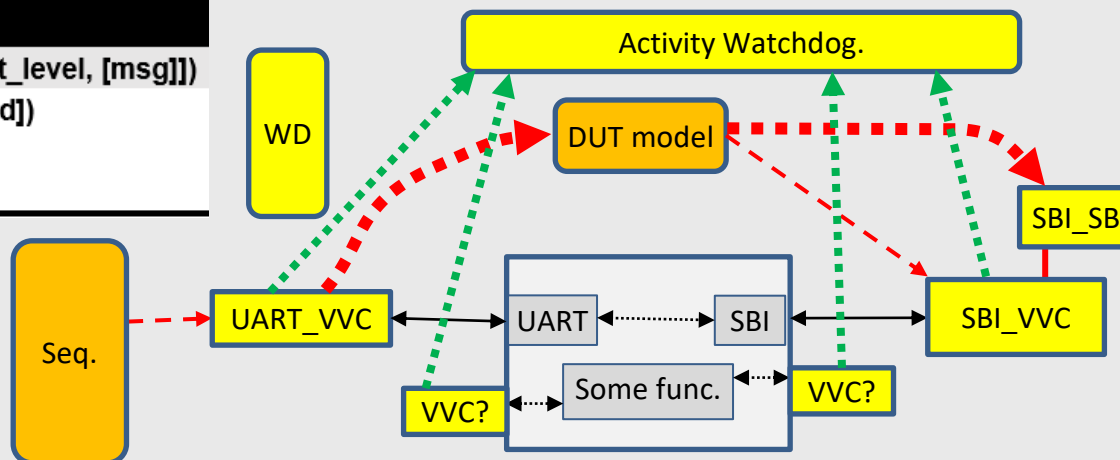 t_level, [msg]])
d])
Activity Watchdog.
WD
DUT model
SBI_SB
Seq.
UART_VVC
UART
SBI
SBI_VVC
Some func.
VVC?
VVC?